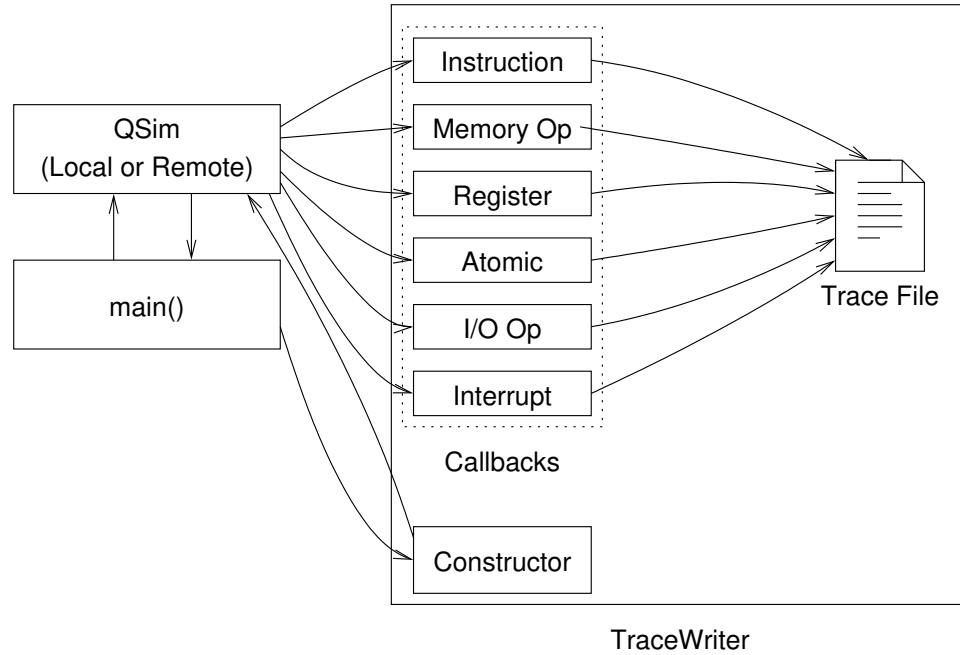 QSim
(Local or Remote)
main()
Instruction
Memory Op
Register
Atomic
I/O Op
Interrupt
Callbacks
Constructor
Trace File
TraceWriter